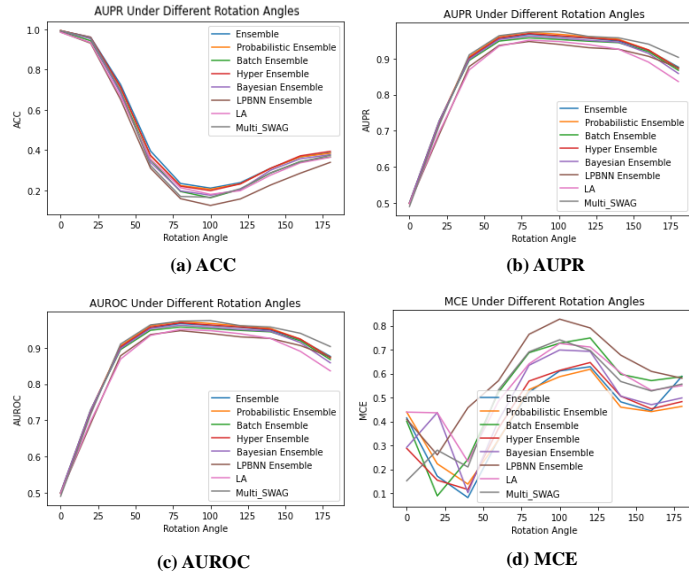 AUPR Under Different Rotation Angles
1.0
0.8
0.6
0.4
0.2
ACC
0 25 50 75 100 125 150 175
Rotation Angle
Ensemble
Probabilistic Ensemble
Batch Ensemble
Hyper Ensemble
Bayesian Ensemble
LPBNN Ensemble
LA
Multi_SWAG
(a) ACC
AUPR Under Different Rotation Angles
0.9
0.8
0.7
0.6
0.5
AUPR
0 25 50 75 100 125 150 175
Rotation Angle
Ensemble
Probabilistic Ensemble
Batch Ensemble
Hyper Ensemble
Bayesian Ensemble
LPBNN Ensemble
LA
Multi_SWAG
(b) AUPR
AUROC Under Different Rotation Angles
0.9
0.8
0.7
0.6
0.5
AUROC
0 25 50 75 100 125 150 175
Rotation Angle
Ensemble
Probabilistic Ensemble
Batch Ensemble
Hyper Ensemble
Bayesian Ensemble
LPBNN Ensemble
LA
Multi_SWAG
(c) AUROC
MCE Under Different Rotation Angles
0.8
0.7
0.6
0.5
0.4
0.3
0.2
0.1
MCE
0 25 50 75 100 125 150 175
Rotation Angle
Ensemble
Probabilistic Ensemble
Batch Ensemble
Hyper Ensemble
Bayesian Ensemble
LPBNN Ensemble
LA
Multi_SWAG
(d) MCE